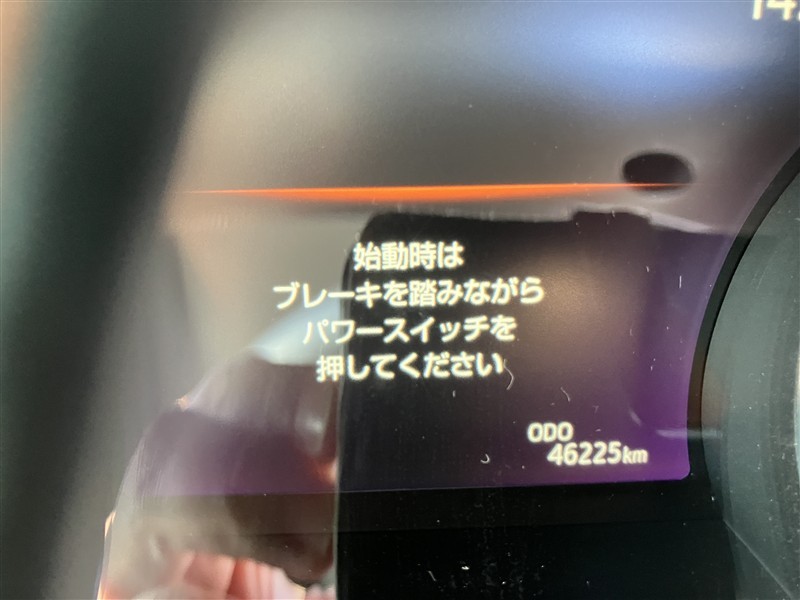 始動時は
ブレーキを踏みながら
パワースイッチを
押してください
ODO
46225km